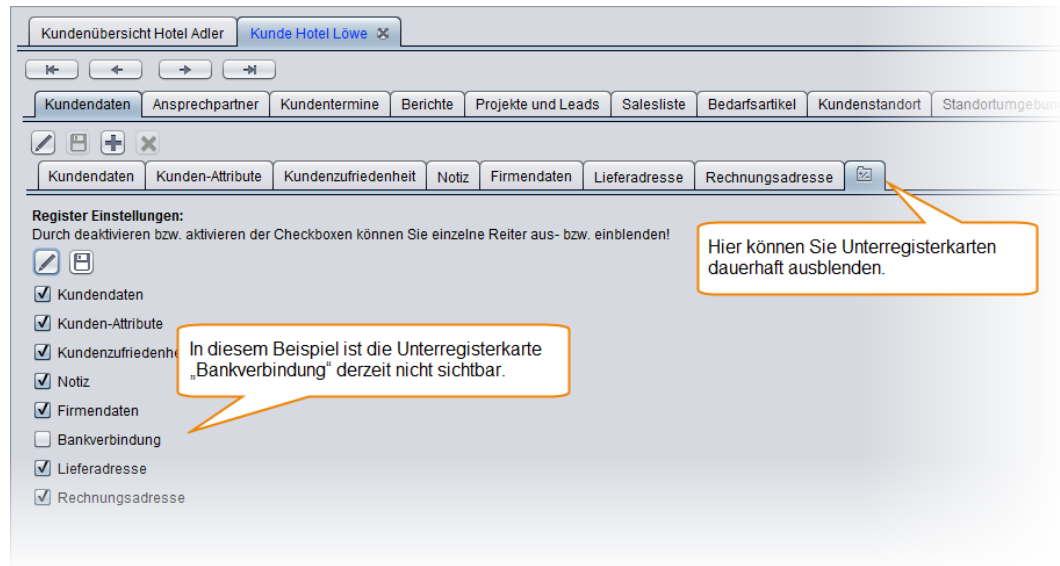 Kundenübersicht Hotel Adler Kunde Hotel Löwe
Kundendaten Ansprechpartner Kundentermine Berichte Projekte und Leads Salesliste Bedarfsartikel Kundenstandort Standortumgebun
Kundendaten Kunden-Attribute Kundenzufriedenheit Notiz Firmendaten Lieferadresse Rechnungsadresse
Register Einstellungen:
Durch deaktivieren bzw. aktivieren der Checkboxen können Sie einzelne Reiter aus- bzw. einblenden!
Hier können Sie Unterregisterkarten
dauerhaft ausblenden.
Kundendaten
Kunden-Attribute
Kundenzufriedenhe
In diesem Beispiel ist die Unterregisterkarte
„Bankverbindung“ derzeit nicht sichtbar.
Notiz
Firmendaten
Bankverbindung
Lieferadresse
Rechnungsadresse